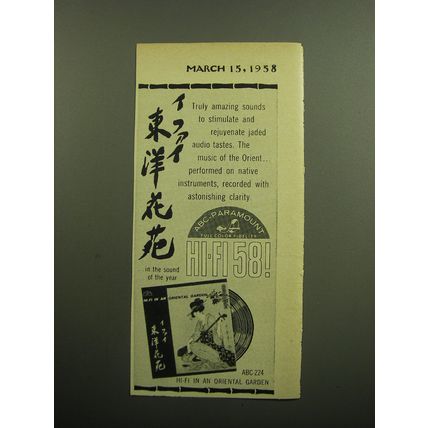 MARCH 15, 1958
イファイ
東洋花苑
Truly amazing sounds
to stimulate and
rejuvenate jaded
audio tastes. The
music of the Orient...
performed on native
instruments, recorded with
astonishing clarity.
ABC-PARAMOUNT
FULL COLOR FIDELITY
HI-FI 58!
...in the sound
of the year
HI-FI IN AN ORIENTAL GARDEN
イファイ
東洋花苑
ABC-224
HI-FI IN AN ORIENTAL GARDEN